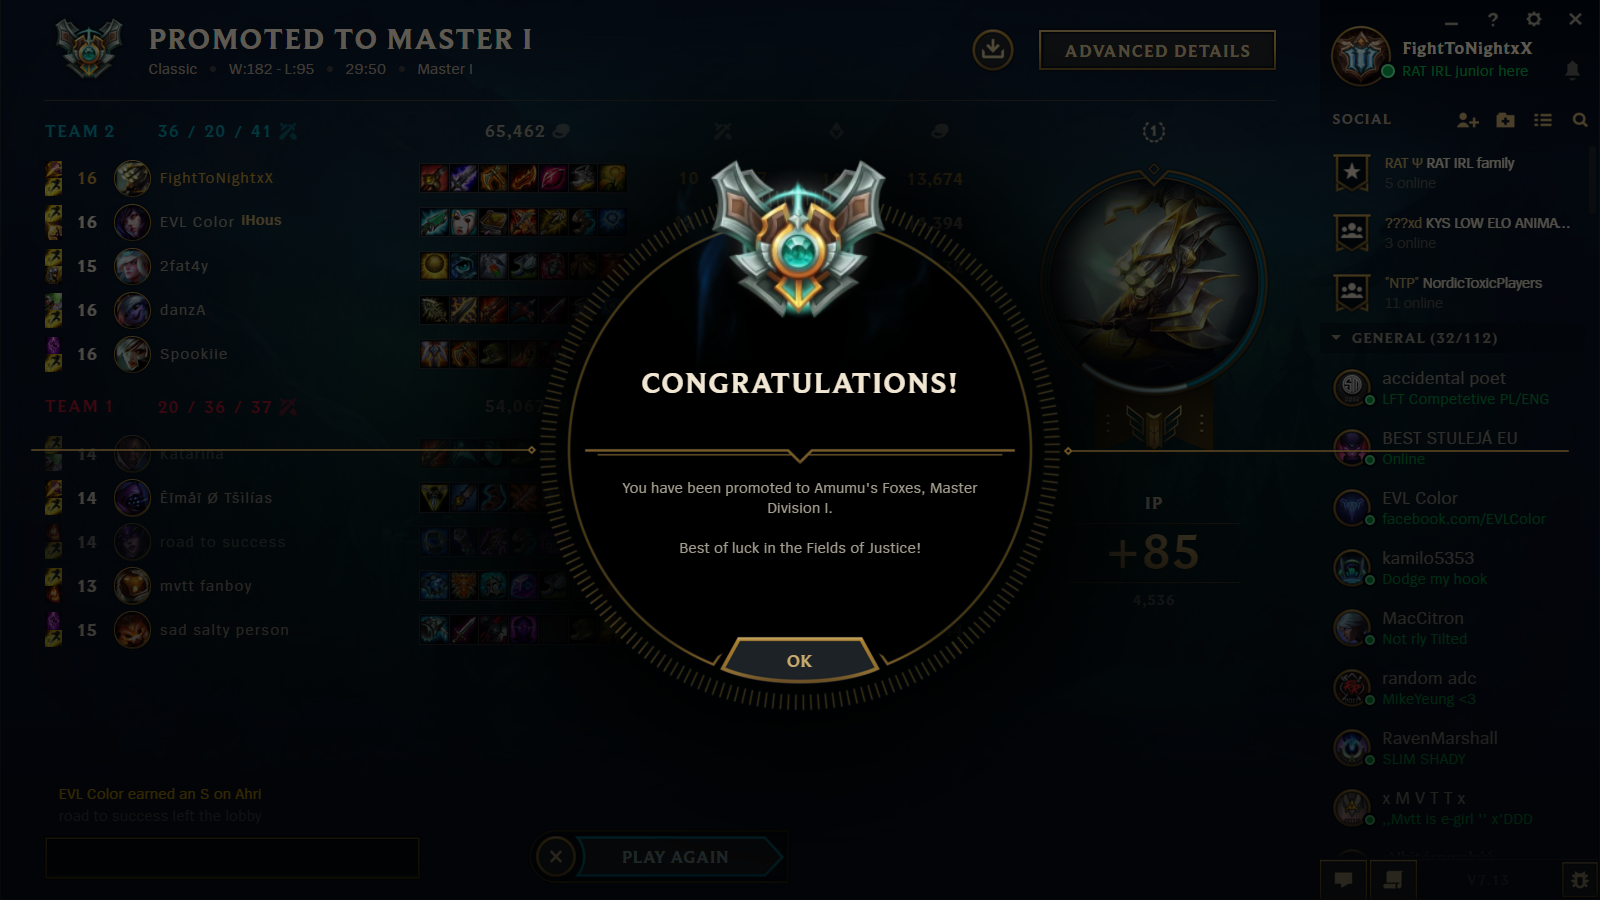 PROMOTED TO MASTER I
Classic • W:182 - L:95 • 29:50 • Master I
ADVANCED DETAILS
?
FightToNightxX
RAT IRL Junior here
SOCIAL
TEAM 2 36 / 20 / 41 65,462
1
16 FightToNightxX 10 13,674
16 EVL Color IHous 394
15 2fat4y
16 danzA
16 Spookiie
TEAM 1 20 / 36 / 37 54,067
14 Katarina
14 Êlmâî Ø Tšìlías
14 road to success
13 mvtt fanboy
15 sad salty person
CONGRATULATIONS!
You have been promoted to Amumu's Foxes, Master
Division I.
Best of luck in the Fields of Justice!
OK
IP
+85
4,536
RAT Ψ RAT IRL family
5 online
???xd KYS LOW ELO ANIMA...
3 online
"NTP" NordicToxicPlayers
11 online
GENERAL (32/112)
accidental poet
LFT Competetive PL/ENG
BEST STULEJÁ EU
Online
EVL Color
facebook.com/EVLColor
kamilo5353
Dodge my hook
MacCitron
Not rly Tilted
random adc
MikeYeung <3
RavenMarshall
SLIM SHADY
x M V T T x
,,Mvtt is e-girl '' x'DDD
EVL Color earned an S on Ahri
road to success left the lobby
PLAY AGAIN
V7.13